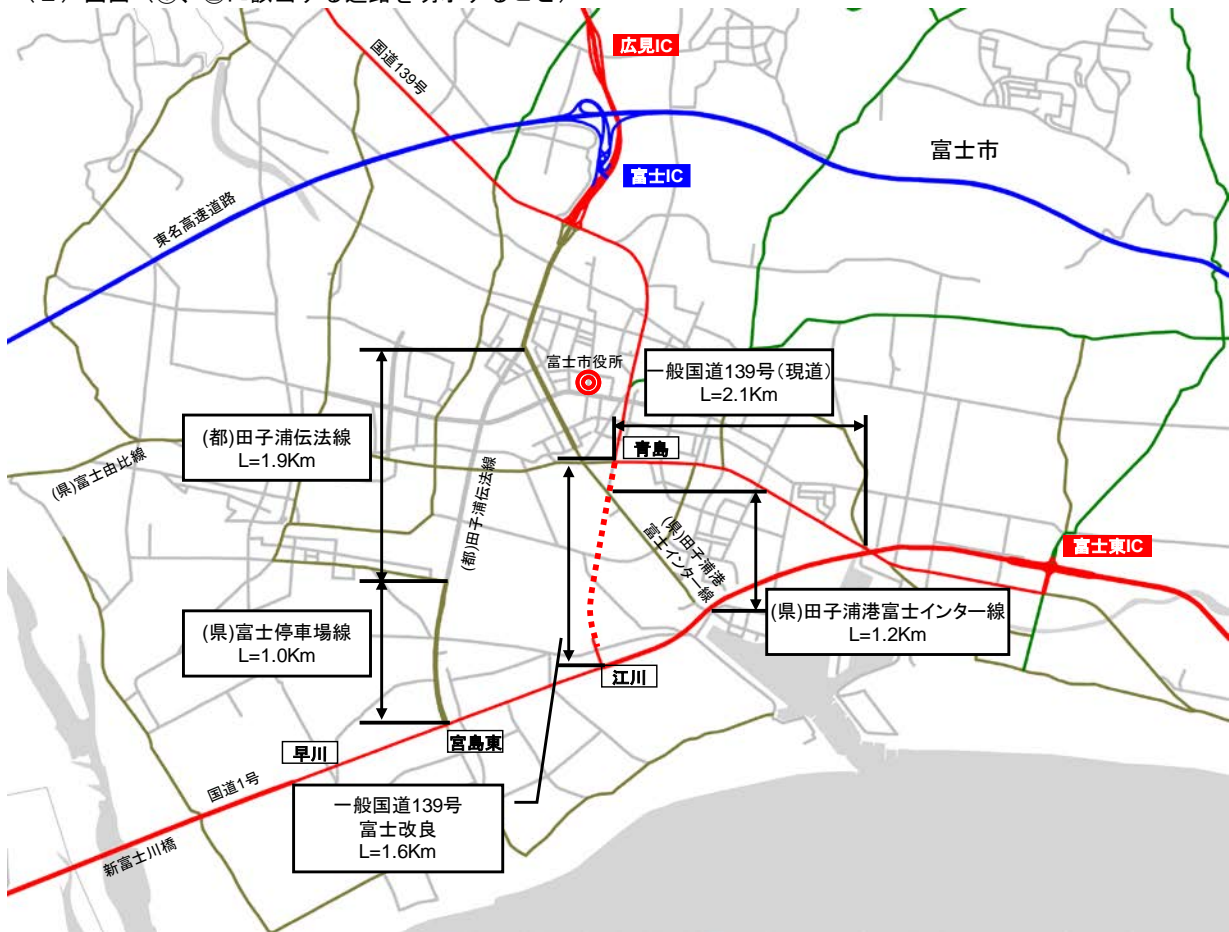 広見IC
国道139号
富士市
富士IC
東名高速道路
富士市役所
一般国道139号(現道)
L=2.1Km
(都)田子浦伝法線
L=1.9Km
青島
(県)富士由比線
(都)田子浦伝法線
(県)田子浦港
富士インター線
富士東IC
(県)田子浦港富士インター線
L=1.2Km
(県)富士停車場線
L=1.0Km
江川
宮島東
早川
国道1号
一般国道139号
富士改良
L=1.6Km
新富士川橋